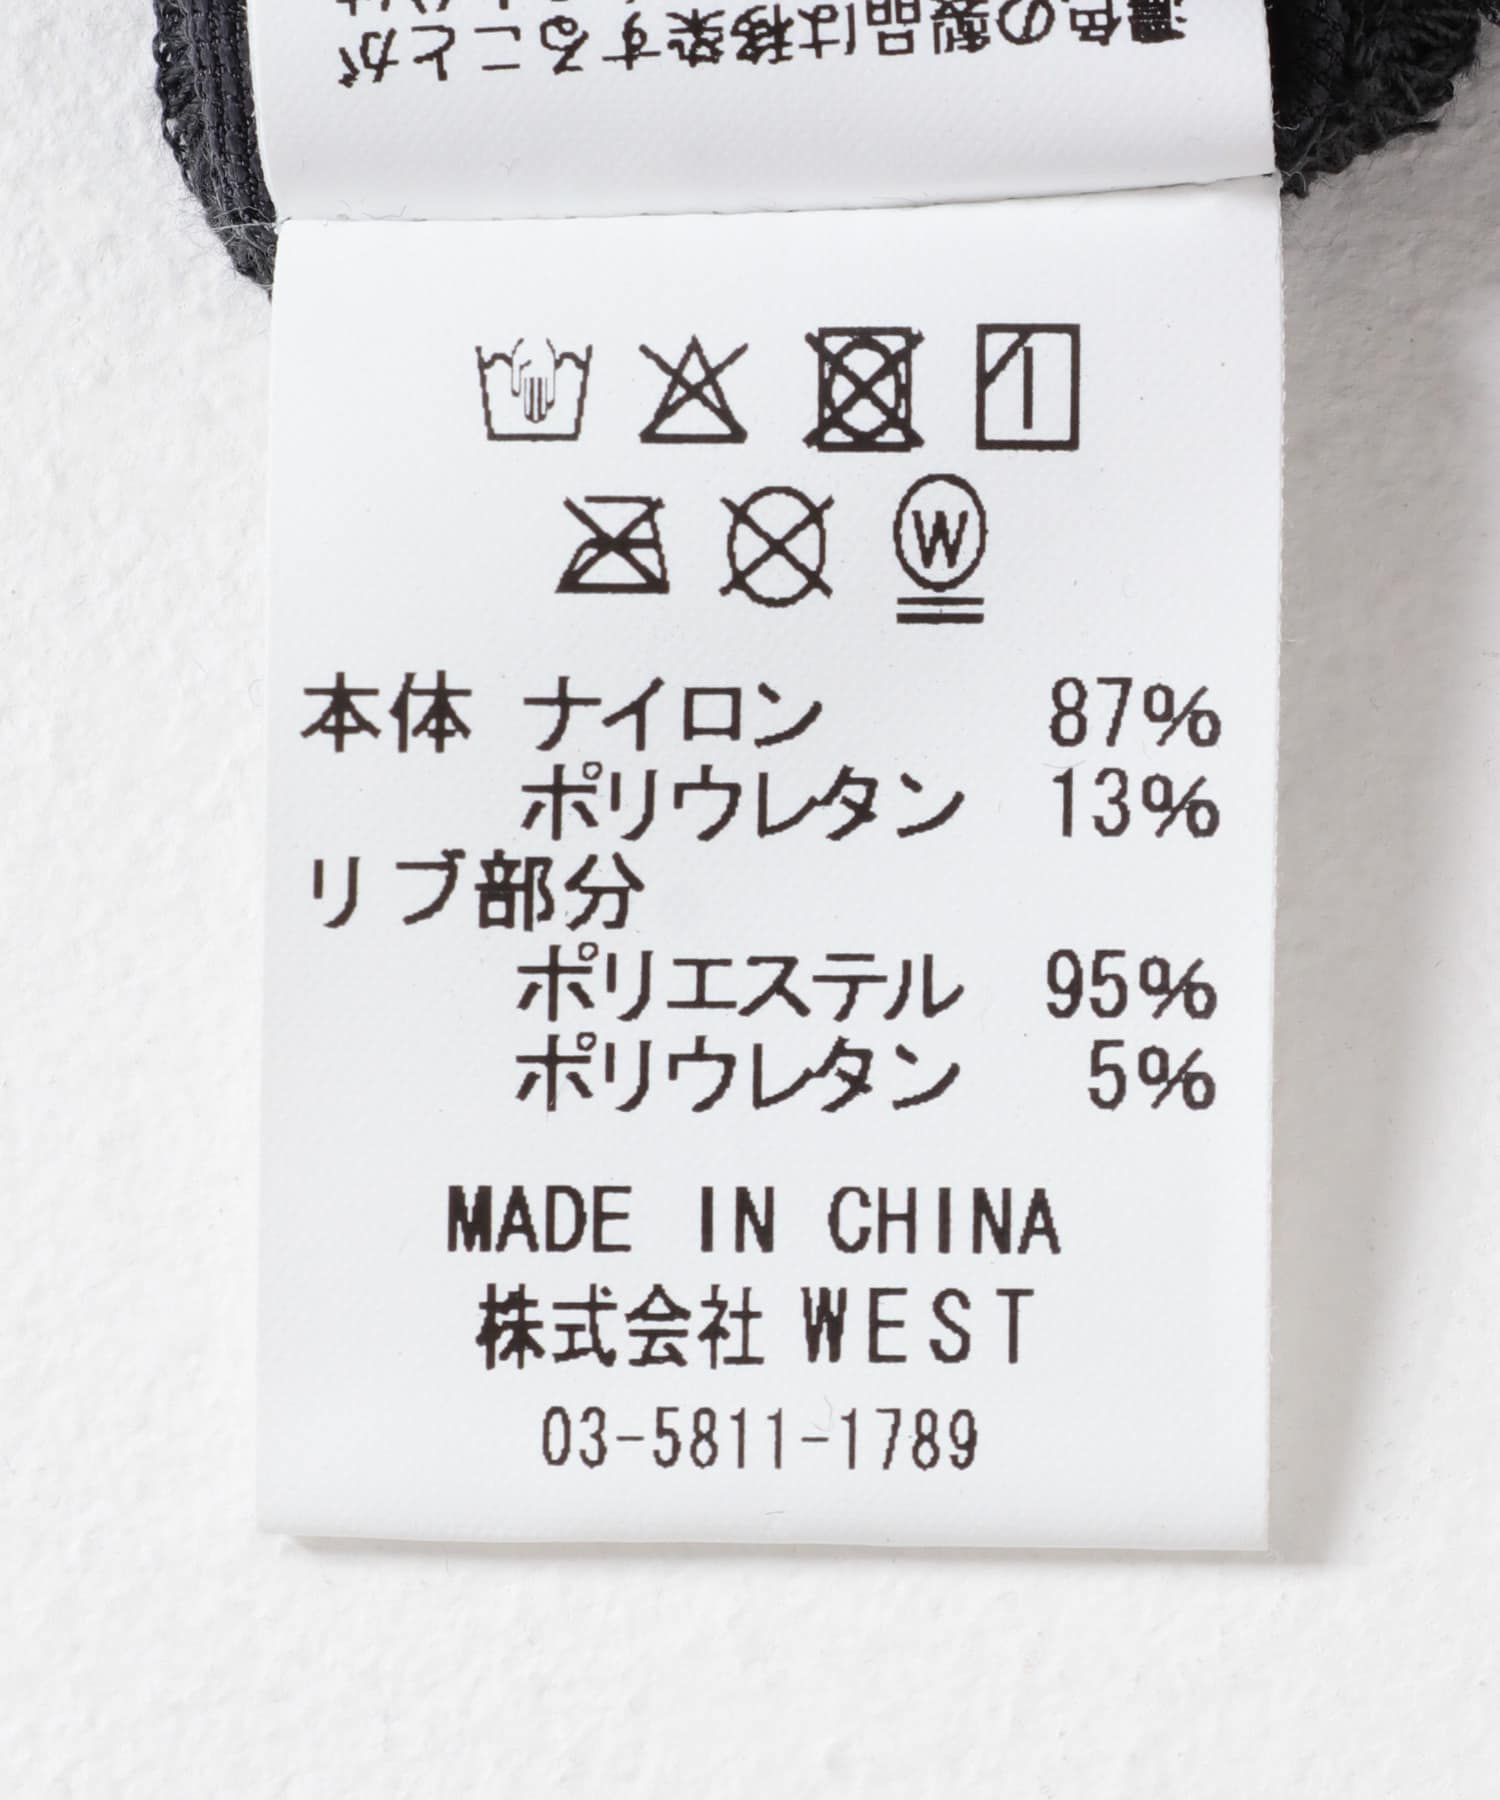 濃色の製品は移染することが
W
本体 ナイロン 87%
ポリウレタン 13%
リブ部分
ポリエステル 95%
ポリウレタン 5%
MADE IN CHINA
株式会社 WEST
03-5811-1789